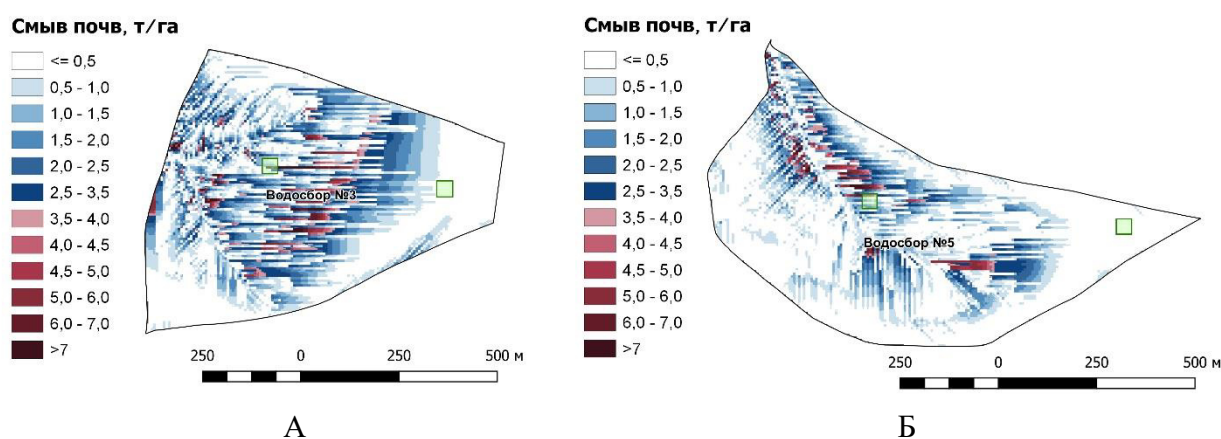 Смыв почв, т/га
<= 0,5
0,5 - 1,0
1,0 - 1,5
1,5 - 2,0
2,0 - 2,5
2,5 - 3,5
3,5 - 4,0
4,0 - 4,5
4,5 - 5,0
5,0 - 6,0
6,0 - 7,0
>7
Водосбор №3
250 0 250 500 м
А
Смыв почв, т/га
<= 0,5
0,5 - 1,0
1,0 - 1,5
1,5 - 2,0
2,0 - 2,5
2,5 - 3,5
3,5 - 4,0
4,0 - 4,5
4,5 - 5,0
5,0 - 6,0
6,0 - 7,0
>7
Водосбор №5
250 0 250 500 м
Б